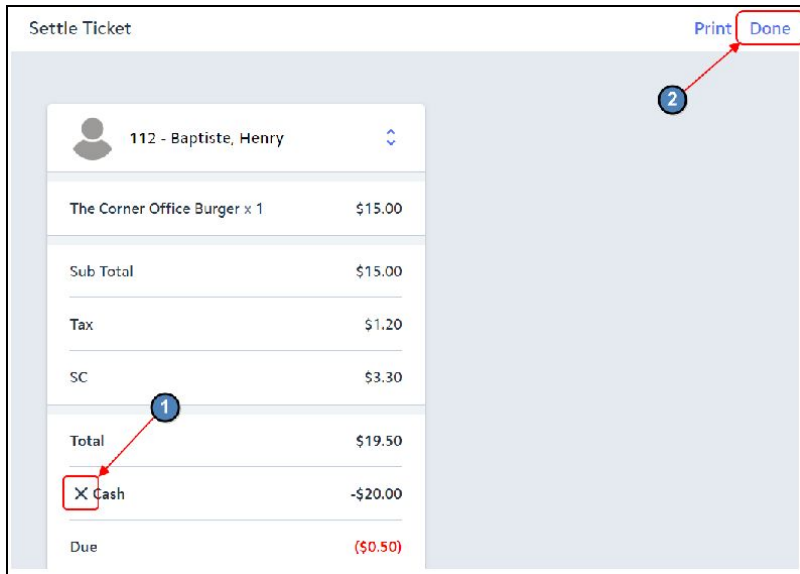 Settle Ticket Print Done
2
112 - Baptiste, Henry
The Corner Office Burger x 1 $15.00
Sub Total $15.00
Tax $1.20
SC $3.30
1
Total $19.50
X Cash -$20.00
Due ($0.50)